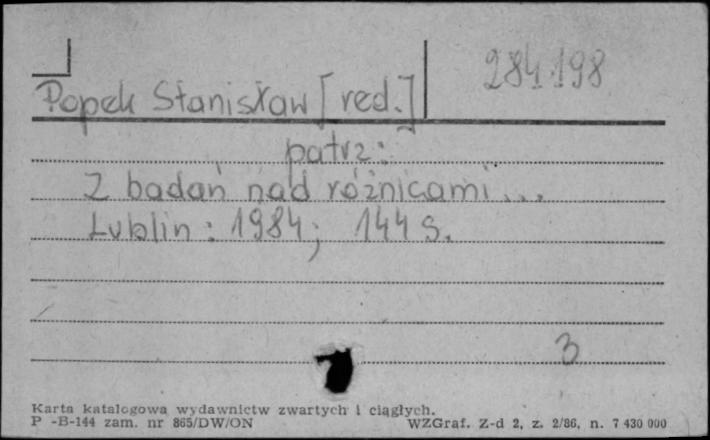 284.198
Popek Stanisław [red.]
patrz:
Z badań nad różnicami...
Lublin: 1984; 144 s.
3
Karta katalogowa wydawnictw zwartych i ciągłych.
P -B-144 zam. nr 865/DW/ON WZGraf. Z-d 2, z. 2/86, n. 7 430 000